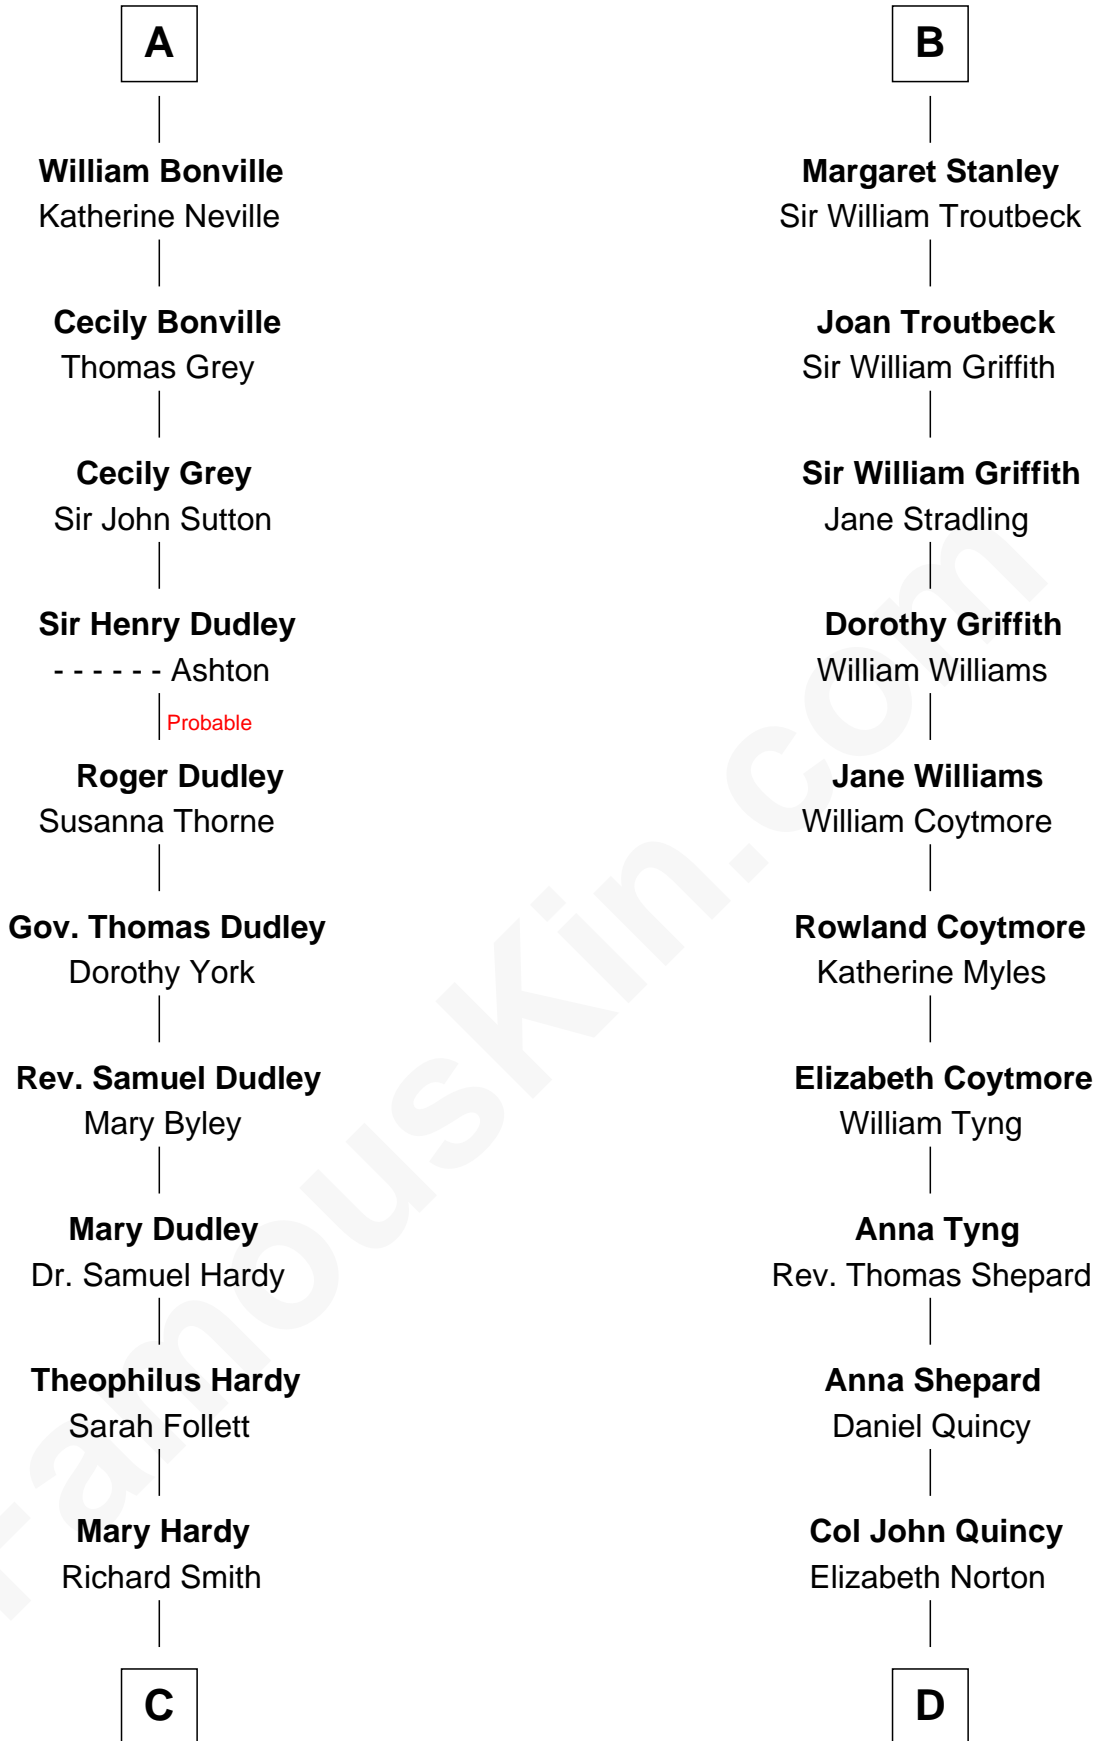 A
William Bonville
Katherine Neville
Cecily Bonville
Thomas Grey
Cecily Grey
Sir John Sutton
Sir Henry Dudley
- - - - - - Ashton
Probable
Roger Dudley
Susanna Thorne
Gov. Thomas Dudley
Dorothy York
Rev. Samuel Dudley
Mary Byley
Mary Dudley
Dr. Samuel Hardy
Theophilus Hardy
Sarah Follett
Mary Hardy
Richard Smith
C
B
Margaret Stanley
Sir William Troutbeck
Joan Troutbeck
Sir William Griffith
Sir William Griffith
Jane Stradling
Dorothy Griffith
William Williams
Jane Williams
William Coytmore
Rowland Coytmore
Katherine Myles
Elizabeth Coytmore
William Tyng
Anna Tyng
Rev. Thomas Shepard
Anna Shepard
Daniel Quincy
Col John Quincy
Elizabeth Norton
D
FamousKin.com